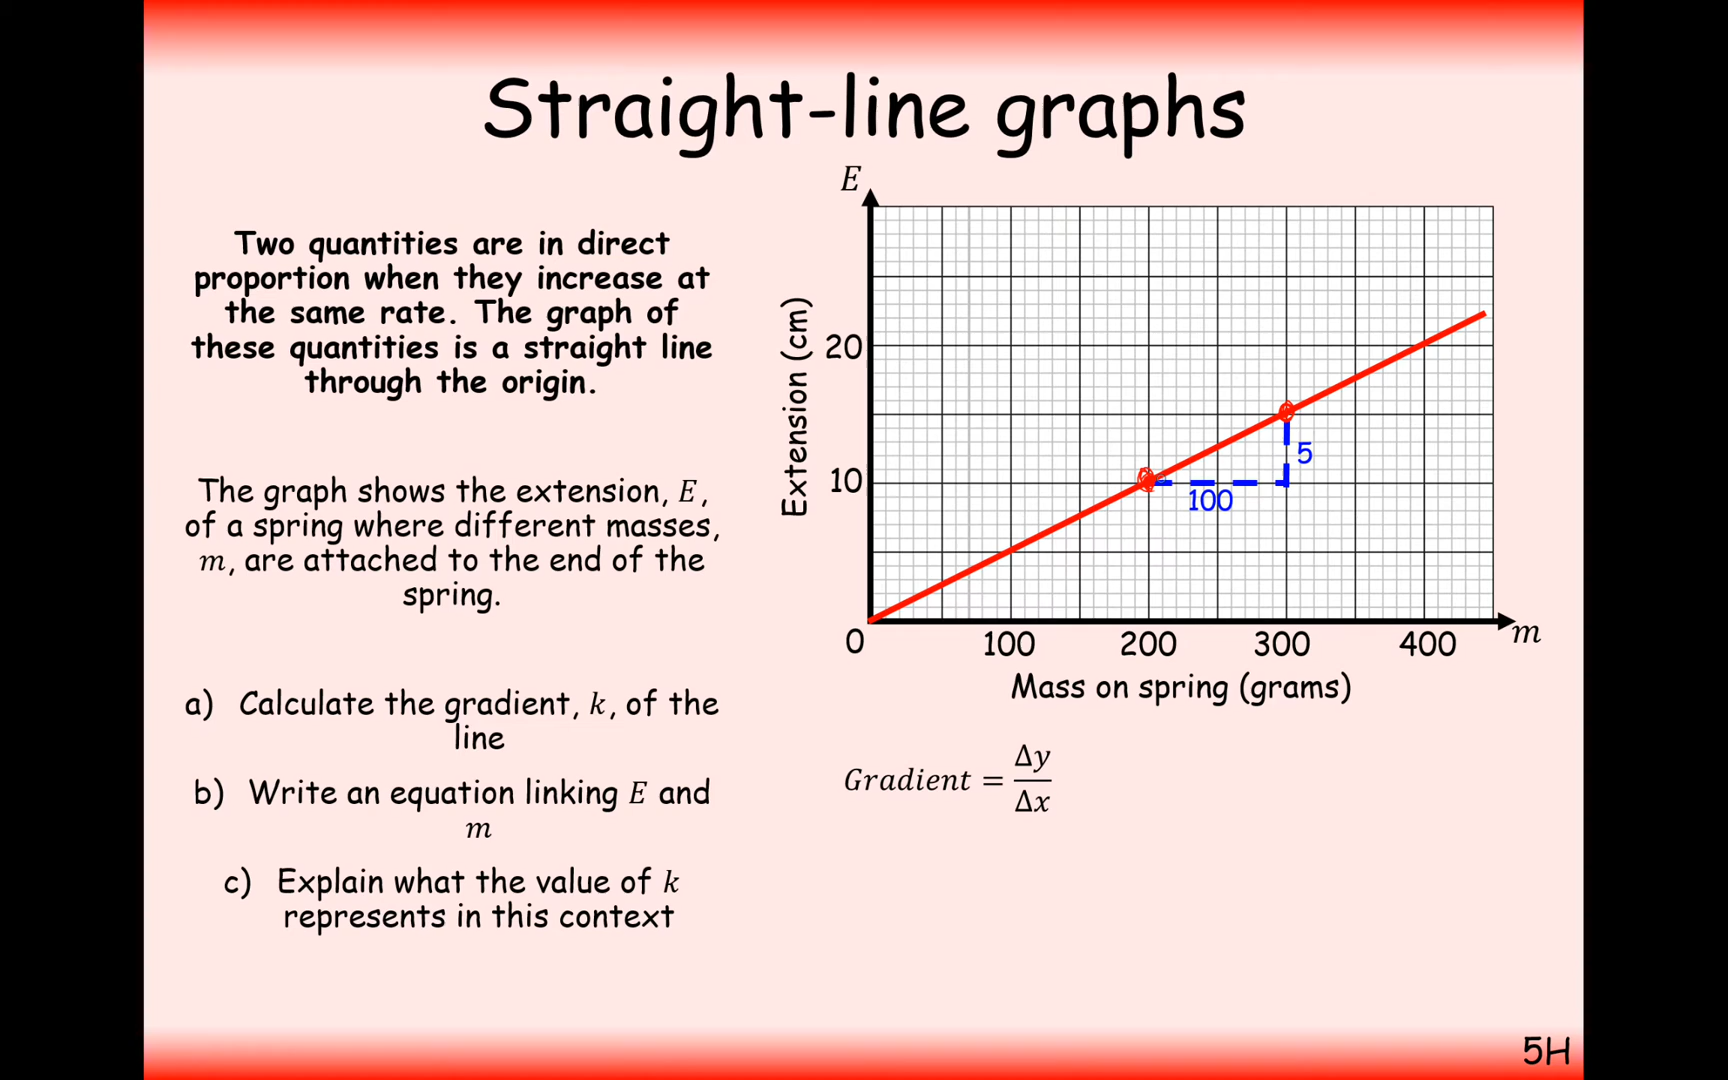 Straight-line graphs
Two quantities are in direct
proportion when they increase at
the same rate. The graph of
these quantities is a straight line
through the origin.
The graph shows the extension, E,
of a spring where different masses,
m, are attached to the end of the
spring.
a) Calculate the gradient, k, of the
line
b) Write an equation linking E and
m
c) Explain what the value of k
represents in this context
E
Extension (cm)
20
10
5
100
0 100 200 300 400 m
Mass on spring (grams)
Gradient = Δy/Δx
5H